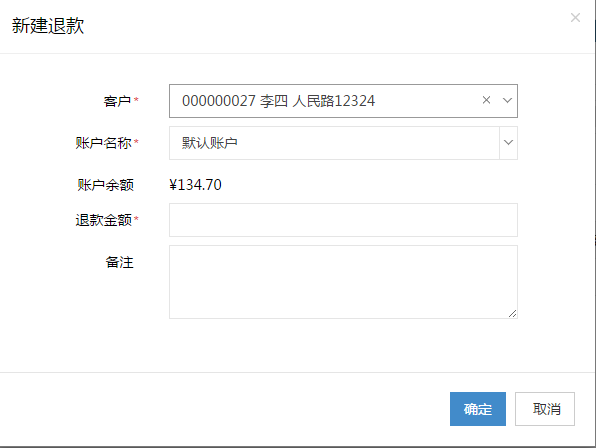 新建退款
×
客户* 000000027 李四 人民路12324 ×
账户名称* 默认账户
账户余额 ¥134.70
退款金额*
备注
确定 取消